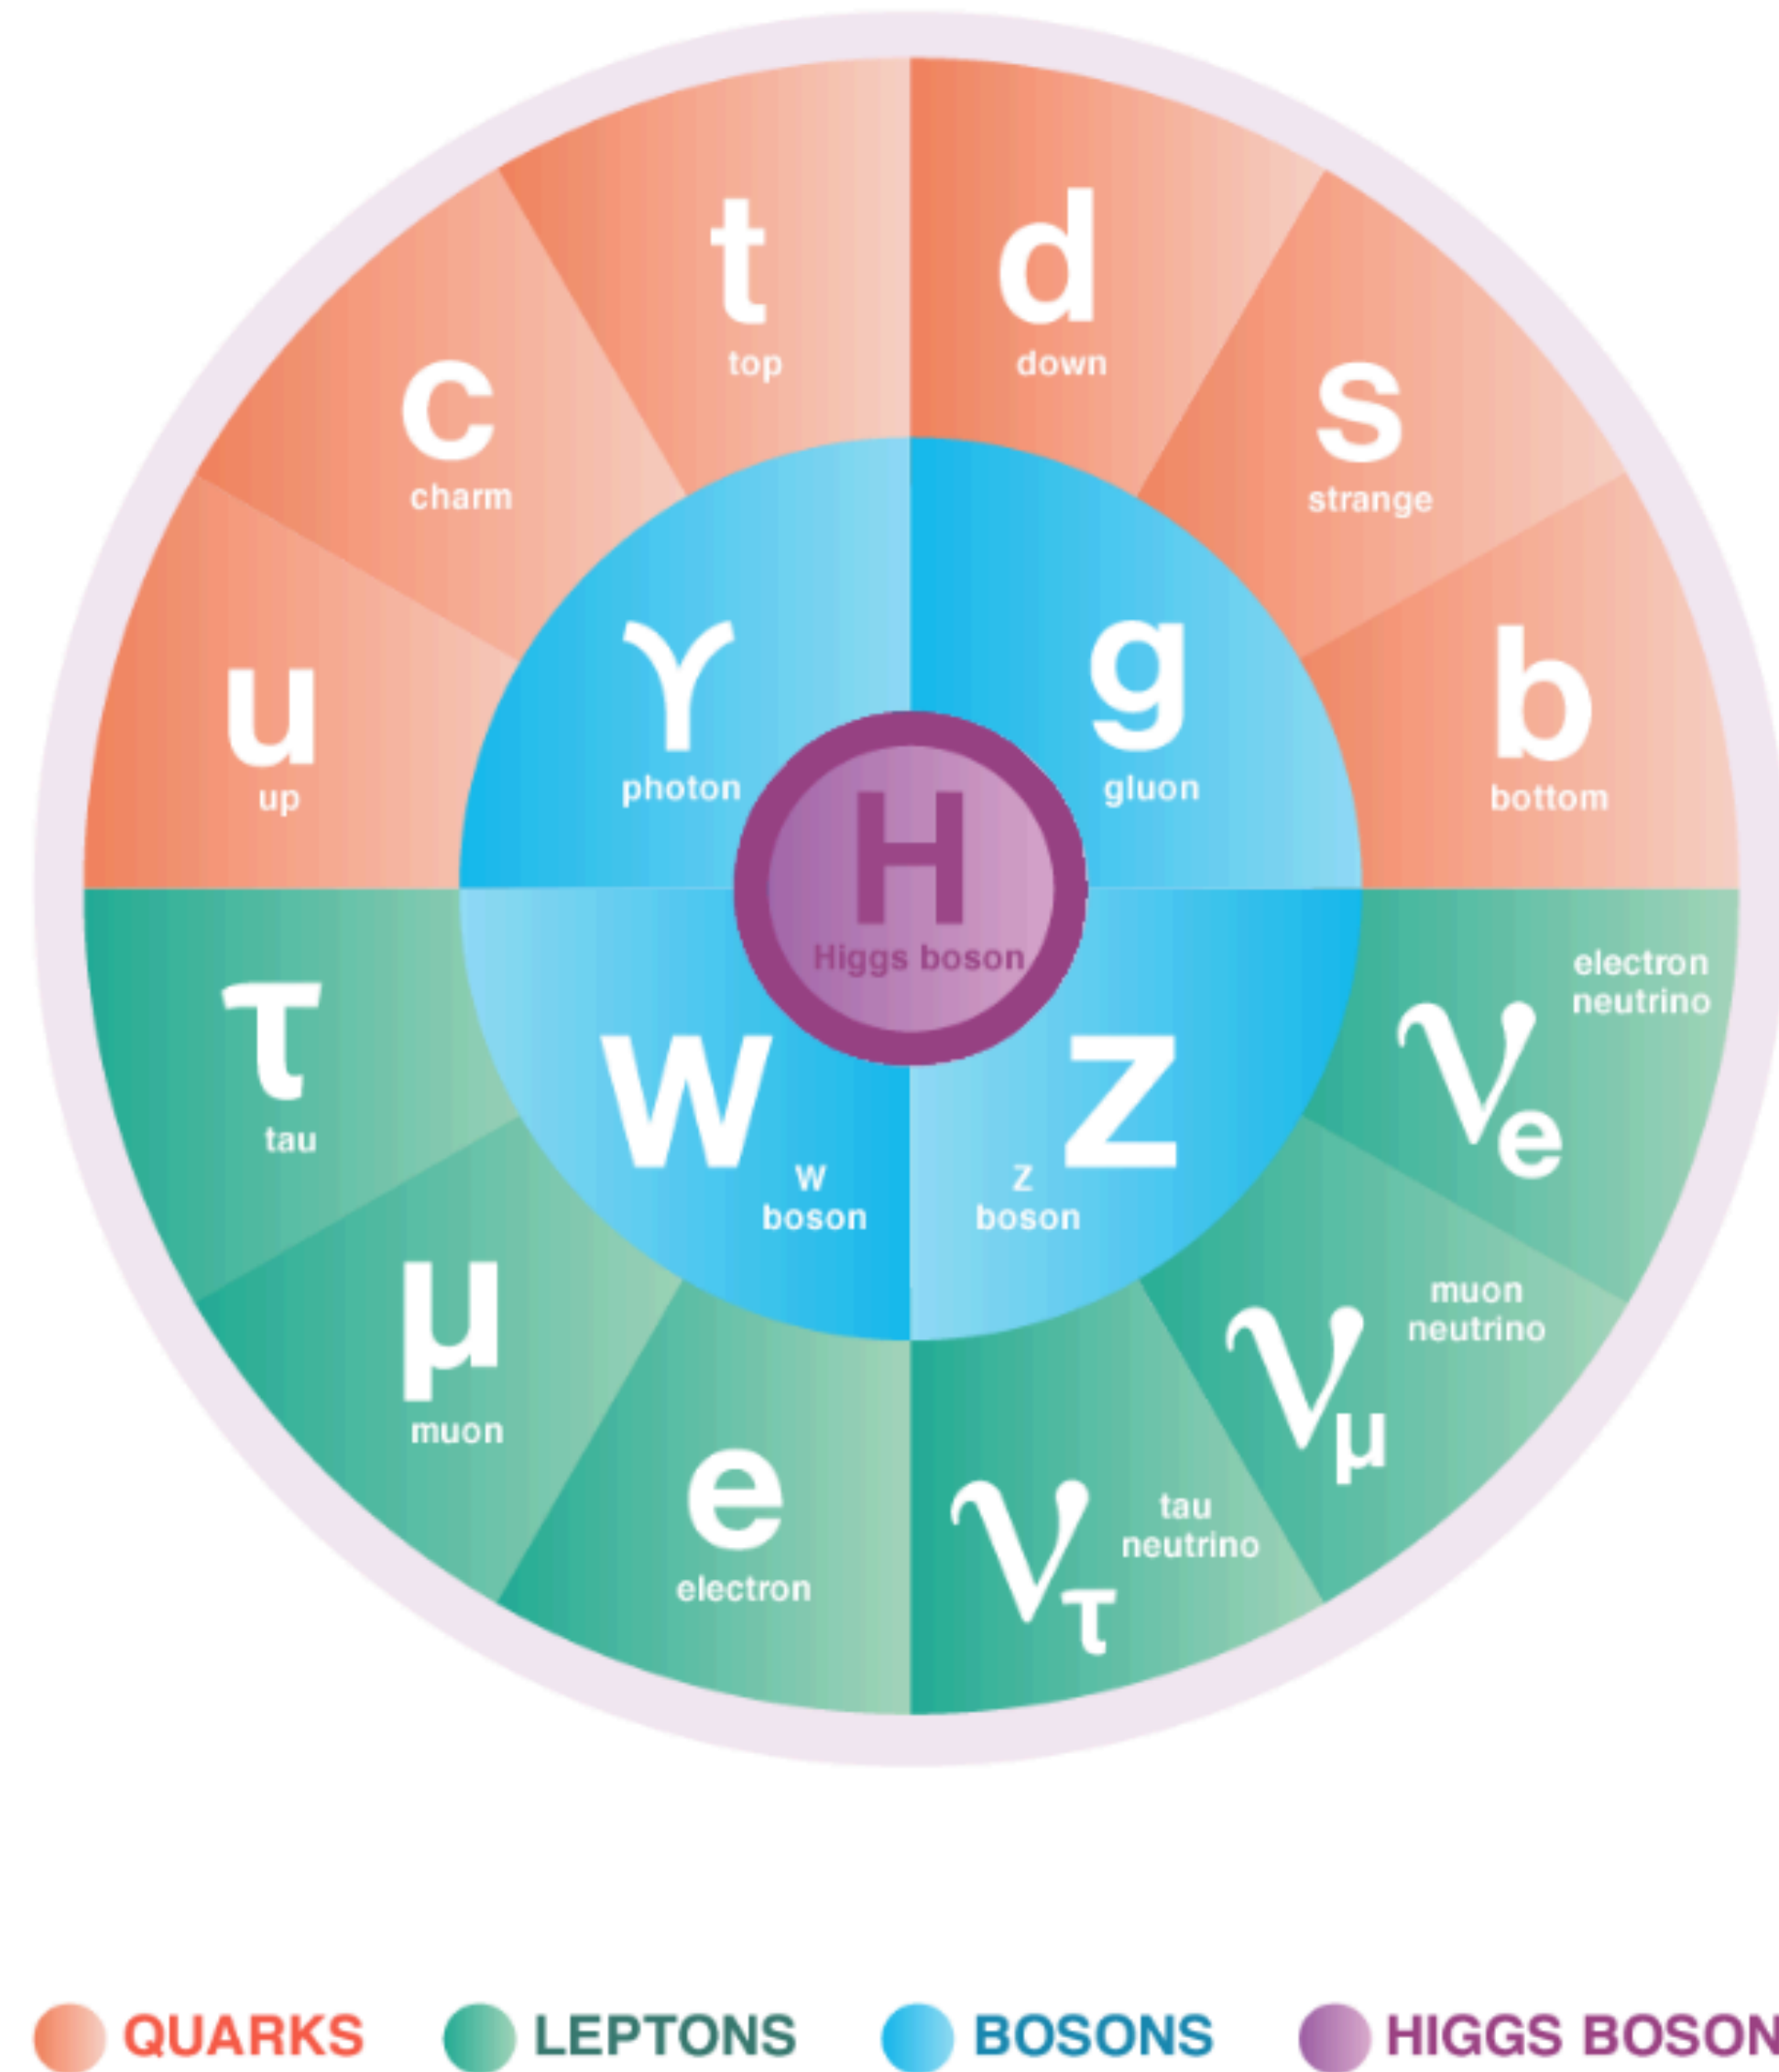 t
top
d
down
c
charm
s
strange
u
up
γ
photon
g
gluon
b
bottom
H
Higgs boson
τ
tau
W
W
boson
Z
Z
boson
electron
neutrino
νe
μ
muon
muon
neutrino
νμ
e
electron
tau
neutrino
ντ
QUARKS
LEPTONS
BOSONS
HIGGS BOSON